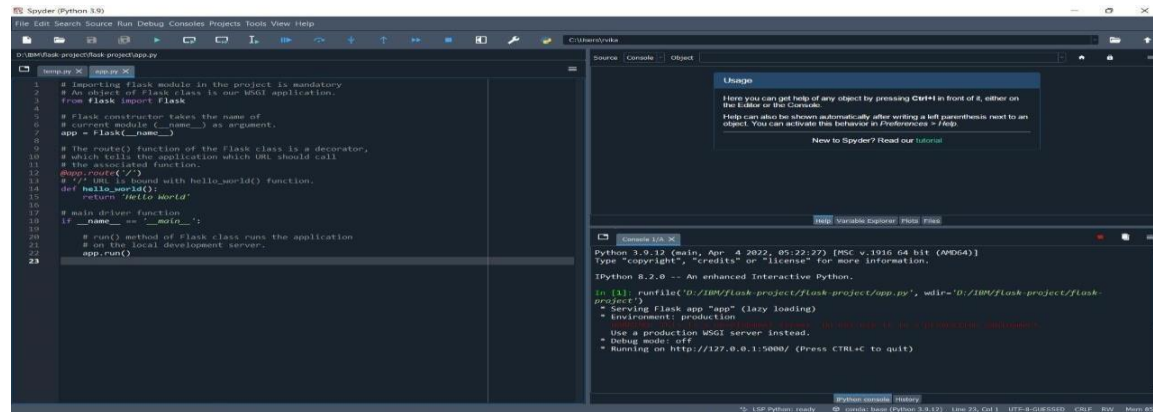 Spyder (Python 3.9)
File Edit Search Source Run Debug Consoles Projects Tools View Help
C:\Users\vika
D:\IBM\flask-project\flask-project\app.py
temp.py
app.py
1 # Importing flask module in the project is mandatory
2 # An object of Flask class is our WSGI application.
3 from flask import Flask
4
5 # Flask constructor takes the name of
6 # current module (__name__) as argument.
7 app = Flask(__name__)
8
9 # The route() function of the Flask class is a decorator,
10 # which tells the application which URL should call
11 # the associated function.
12 @app.route('/')
13 # '/' URL is bound with hello_world() function.
14 def hello_world():
15 return 'Hello World'
16
17 # main driver function
18 if __name__ == '__main__':
19
20 # run() method of Flask class runs the application
21 # on the local development server.
22 app.run()
23
Source Console Object
Usage
Here you can get help of any object by pressing Ctrl+I in front of it, either on
the Editor or the Console.
Help can also be shown automatically after writing a left parenthesis next to an
object. You can activate this behavior in Preferences > Help.
New to Spyder? Read our tutorial
Help Variable Explorer Plots Files
Console 1/A
Python 3.9.12 (main, Apr 4 2022, 05:22:27) [MSC v.1916 64 bit (AMD64)]
Type "copyright", "credits" or "license" for more information.
IPython 8.2.0 -- An enhanced Interactive Python.
In [1]: runfile('D:/IBM/flask-project/flask-project/app.py', wdir='D:/IBM/flask-project/flask-
project')
* Serving Flask app "app" (lazy loading)
* Environment: production
Use a production WSGI server instead.
* Debug mode: off
* Running on http://127.0.0.1:5000/ (Press CTRL+C to quit)
IPython console History
LSP Python: ready conda: base (Python 3.9.12) Line 23, Col 1 UTF-8-GUESSED CRLF RW Mem 85